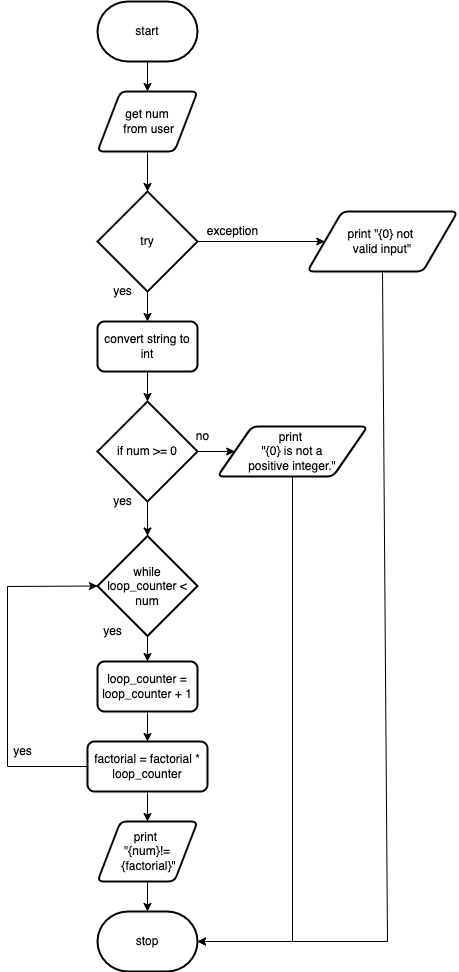 start
get num
from user
try
exception
print "{0} not
valid input"
yes
convert string to
int
if num >= 0
no
print
"{0} is not a
positive integer."
yes
while
loop_counter <
num
yes
loop_counter =
loop_counter + 1
yes
factorial = factorial *
loop_counter
print
"{num}!=
{factorial}"
stop